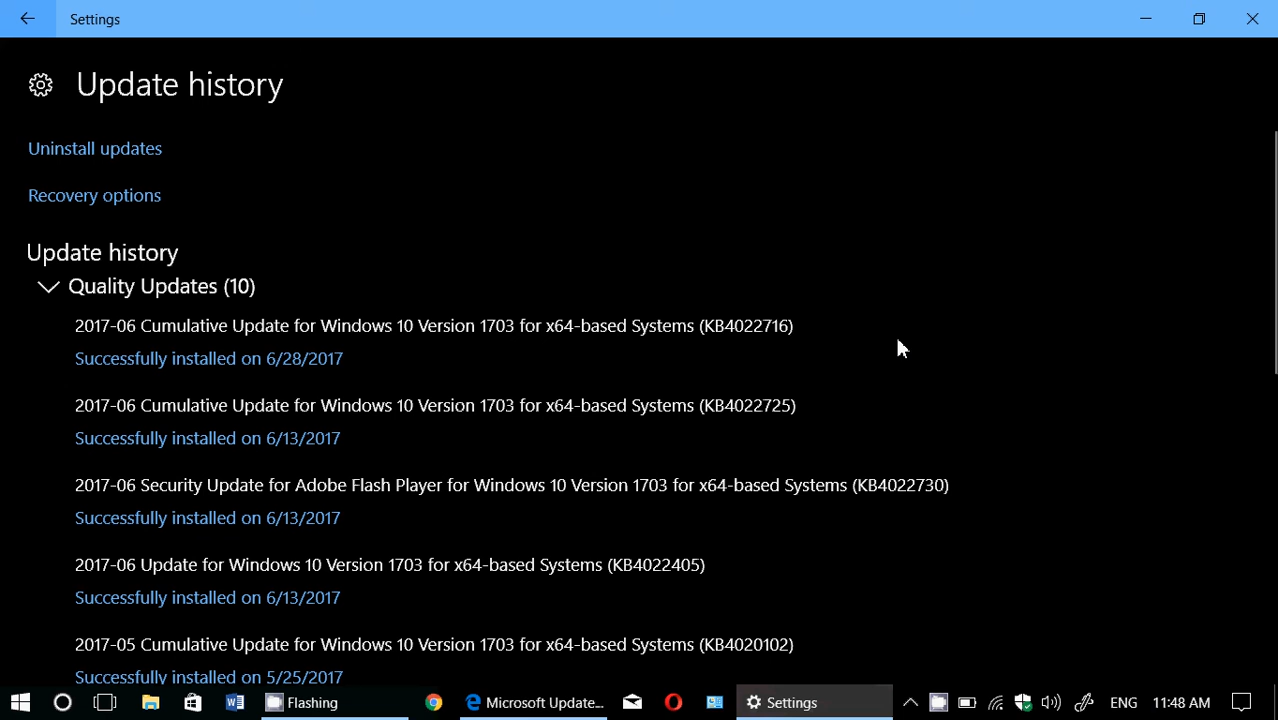 Settings
Update history
Uninstall updates
Recovery options
Update history
Quality Updates (10)
2017-06 Cumulative Update for Windows 10 Version 1703 for x64-based Systems (KB4022716)
Successfully installed on 6/28/2017
2017-06 Cumulative Update for Windows 10 Version 1703 for x64-based Systems (KB4022725)
Successfully installed on 6/13/2017
2017-06 Security Update for Adobe Flash Player for Windows 10 Version 1703 for x64-based Systems (KB4022730)
Successfully installed on 6/13/2017
2017-06 Update for Windows 10 Version 1703 for x64-based Systems (KB4022405)
Successfully installed on 6/13/2017
2017-05 Cumulative Update for Windows 10 Version 1703 for x64-based Systems (KB4020102)
Successfully installed on 5/25/2017
Flashing Microsoft Update... Settings ENG 11:48 AM